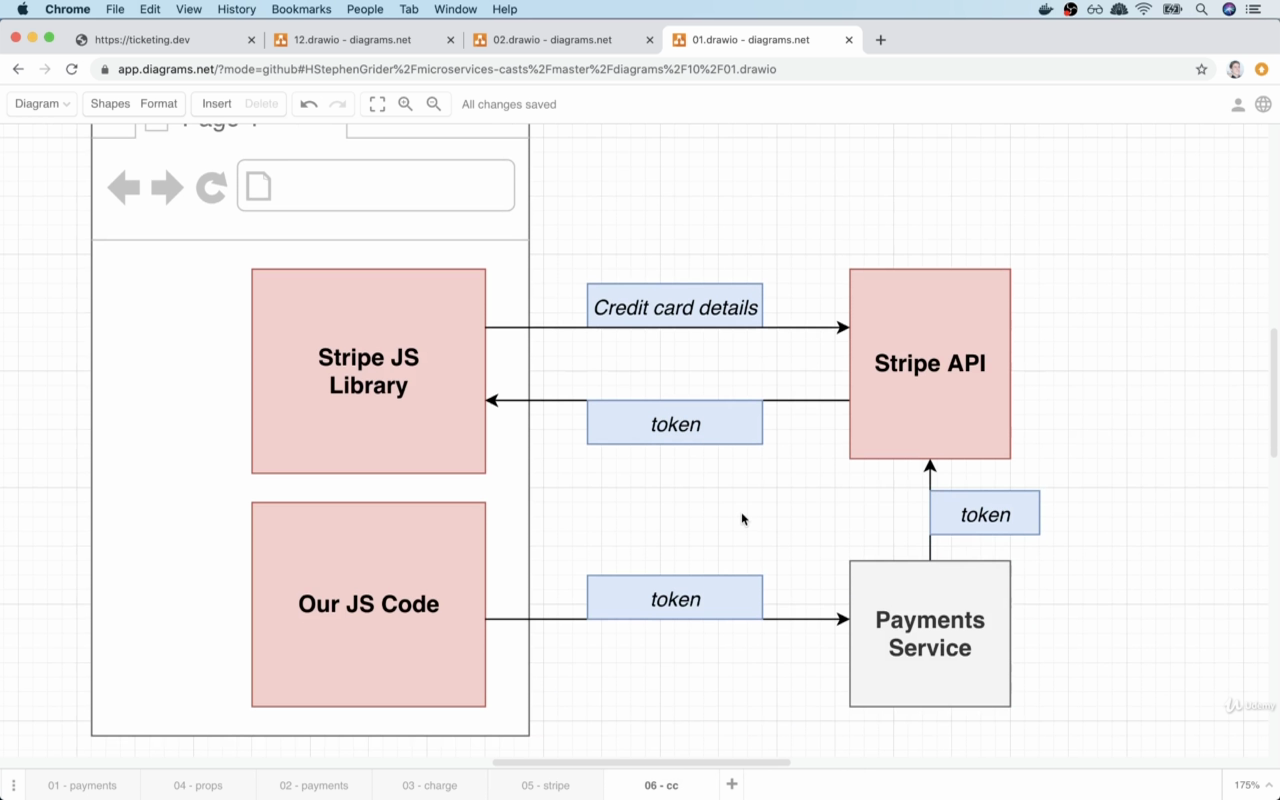 Chrome File Edit View History Bookmarks People Tab Window Help
https://ticketing.dev
12.drawio - diagrams.net
02.drawio - diagrams.net
01.drawio - diagrams.net
app.diagrams.net/?mode=github#HStephenGrider%2Fmicroservices-casts%2Fmaster%2Fdiagrams%2F10%2F01.drawio
Diagram Shapes Format Insert Delete All changes saved
Credit card details
Stripe JS
Library
Stripe API
token
token
Our JS Code
token
Payments
Service
Udemy
01 - payments
04 - props
02 - payments
03 - charge
05 - stripe
06 - cc
175%